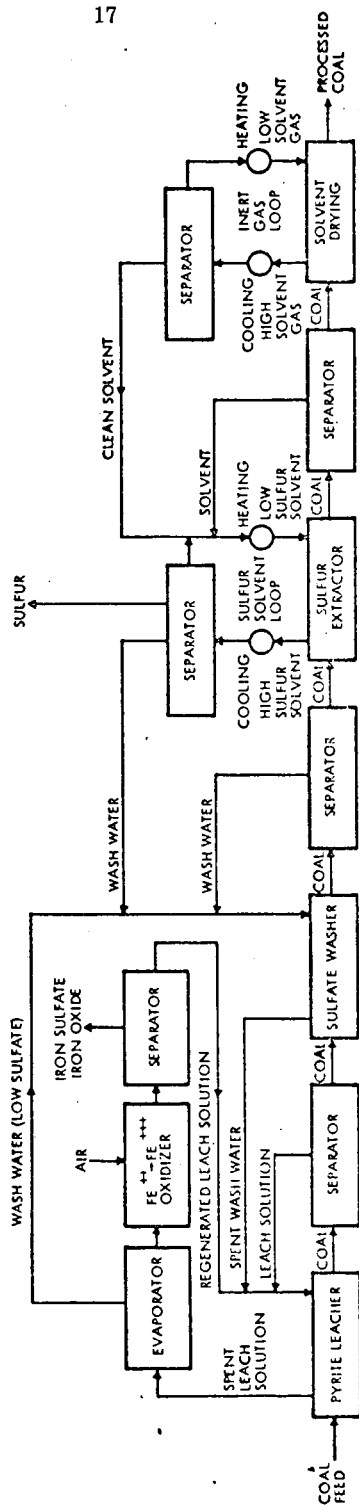 17
WASH WATER (LOW SULFATE)
IRON SULFATE
IRON OXIDE
AIR
EVAPORATOR
FE++→FE+++
OXIDIZER
SEPARATOR
REGENERATED LEACH SOLUTION
SPENT WASH WATER
LEACH SOLUTION
SPENT
LEACH
SOLUTION
COAL
FEED
PYRITE LEACHER
COAL
SEPARATOR
COAL
SULFATE
WASHER
COAL
SEPARATOR
COAL
WASH WATER
WASH WATER
SULFUR
SEPARATOR
COOLING
HIGH
SULFUR
SOLVENT
SULFUR
SOLVENT
LOOP
HEATING
LOW
SULFUR
SOLVENT
SULFUR
EXTRACTOR
COAL
SEPARATOR
COAL
SOLVENT
CLEAN SOLVENT
SEPARATOR
COOLING
HIGH
SOLVENT
GAS
INERT
GAS
LOOP
HEATING
LOW
SOLVENT
GAS
SOLVENT
DRYING
PROCESSED
COAL